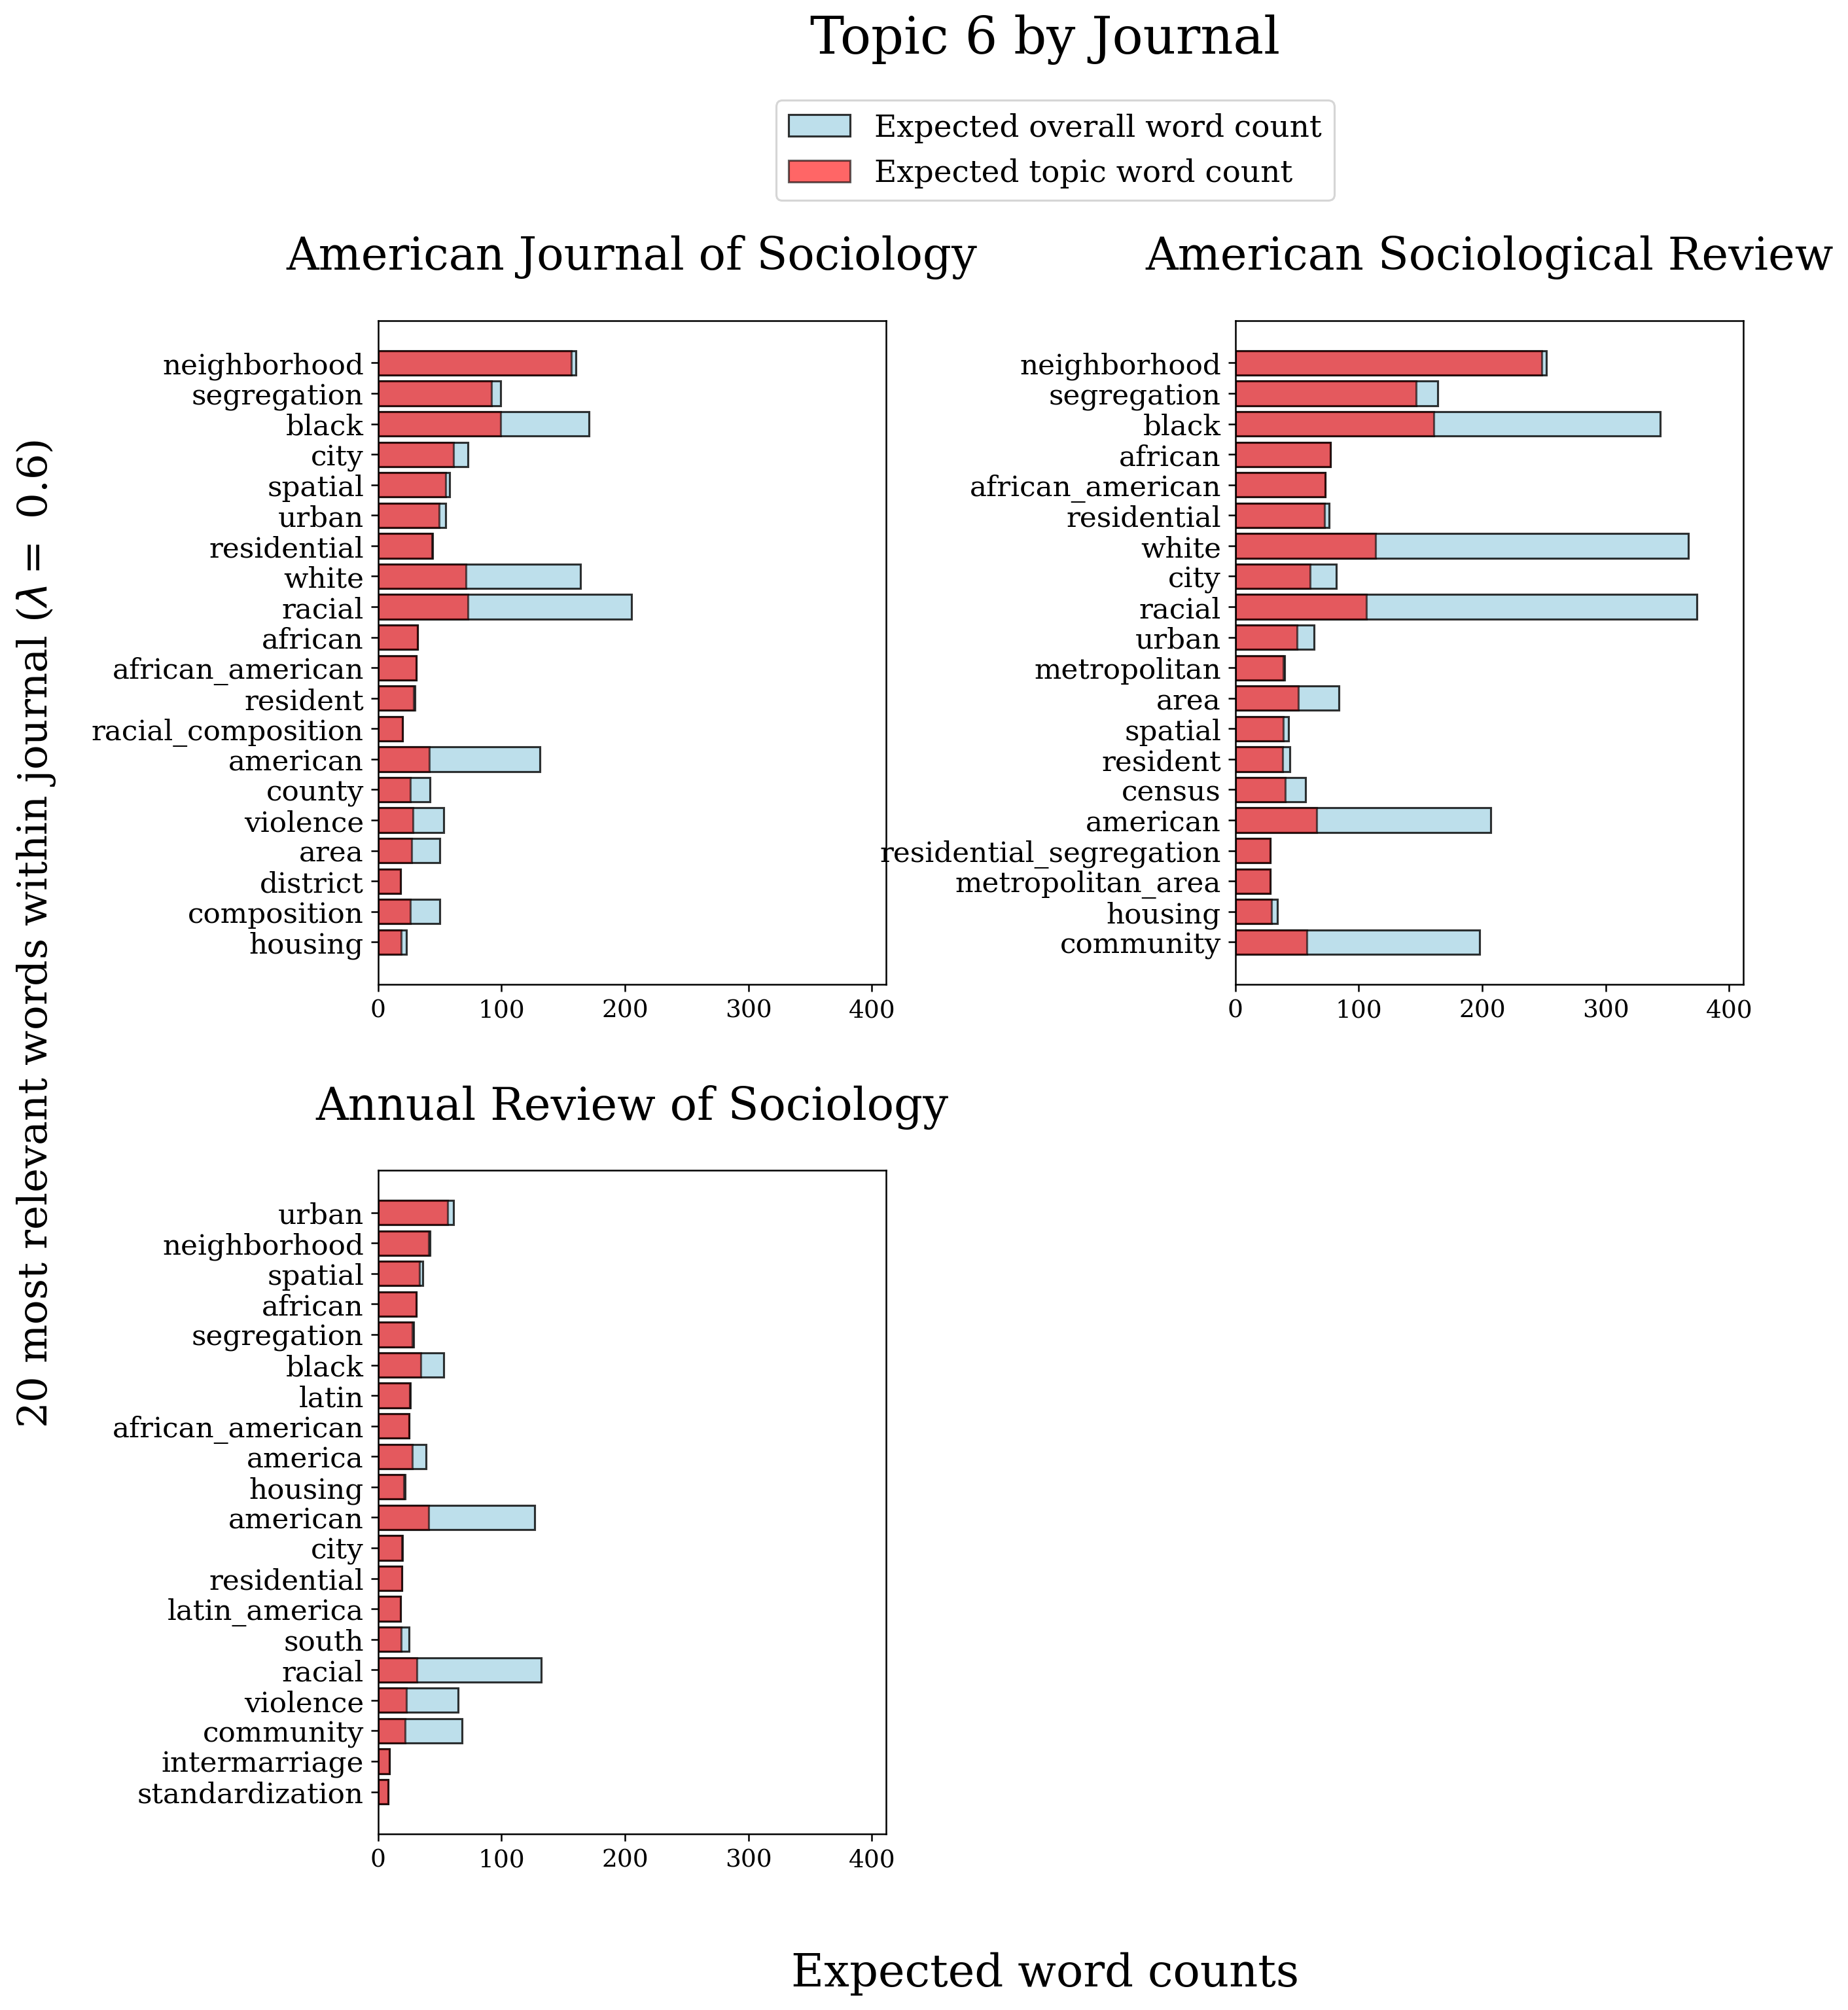 Topic 6 by Journal
Expected overall word count
Expected topic word count
20 most relevant words within journal (λ = 0.6)
American Journal of Sociology
neighborhood
segregation
black
city
spatial
urban
residential
white
racial
african
african_american
resident
racial_composition
american
county
violence
area
district
composition
housing
0 100 200 300 400
American Sociological Review
neighborhood
segregation
black
african
african_american
residential
white
city
racial
urban
metropolitan
area
spatial
resident
census
american
residential_segregation
metropolitan_area
housing
community
0 100 200 300 400
Annual Review of Sociology
urban
neighborhood
spatial
african
segregation
black
latin
african_american
america
housing
american
city
residential
latin_america
south
racial
violence
community
intermarriage
standardization
0 100 200 300 400
Expected word counts